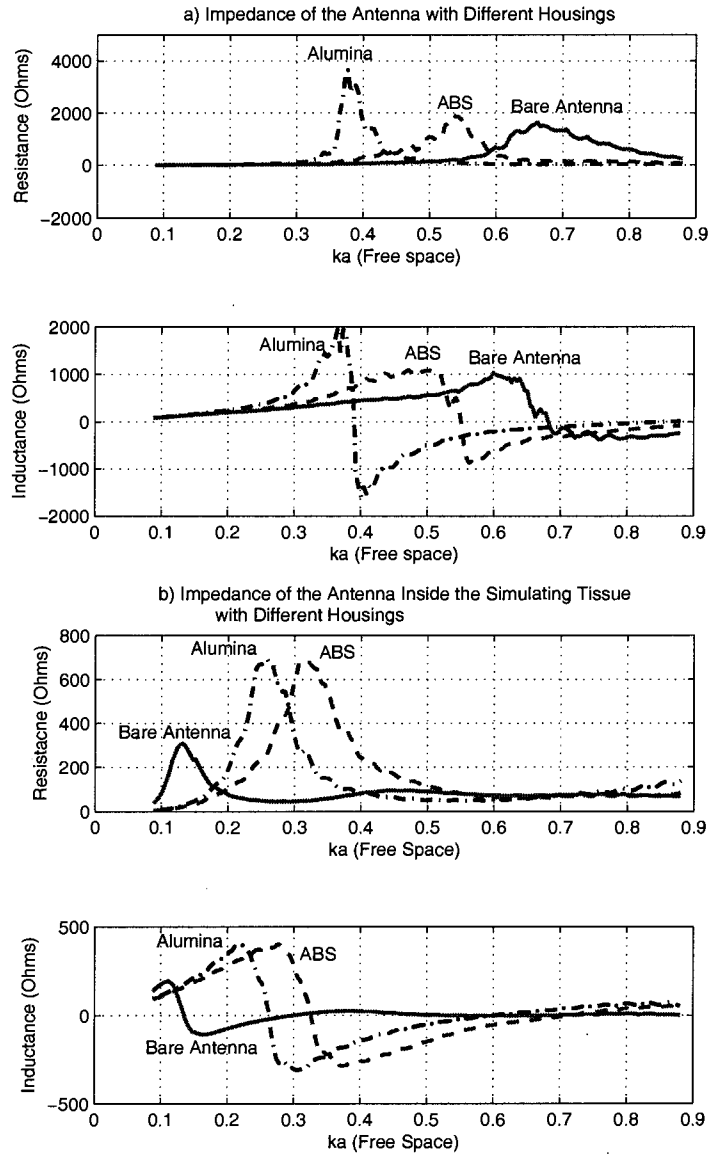 a) Impedance of the Antenna with Different Housings
Alumina
ABS
Bare Antenna
Resistance (Ohms)
4000
2000
0
−2000
0 0.1 0.2 0.3 0.4 0.5 0.6 0.7 0.8 0.9
ka (Free space)
Alumina
ABS
Bare Antenna
Inductance (Ohms)
2000
1000
0
−1000
−2000
0.1 0.2 0.3 0.4 0.5 0.6 0.7 0.8 0.9
ka (Free space)
b) Impedance of the Antenna Inside the Simulating Tissue
with Different Housings
Alumina
ABS
Bare Antenna
Resistacne (Ohms)
800
600
400
200
0
0 0.1 0.2 0.3 0.4 0.5 0.6 0.7 0.8 0.9
ka (Free Space)
Alumina
ABS
Bare Antenna
Inductance (Ohms)
500
0
−500
0 0.1 0.2 0.3 0.4 0.5 0.6 0.7 0.8 0.9
ka (Free Space)